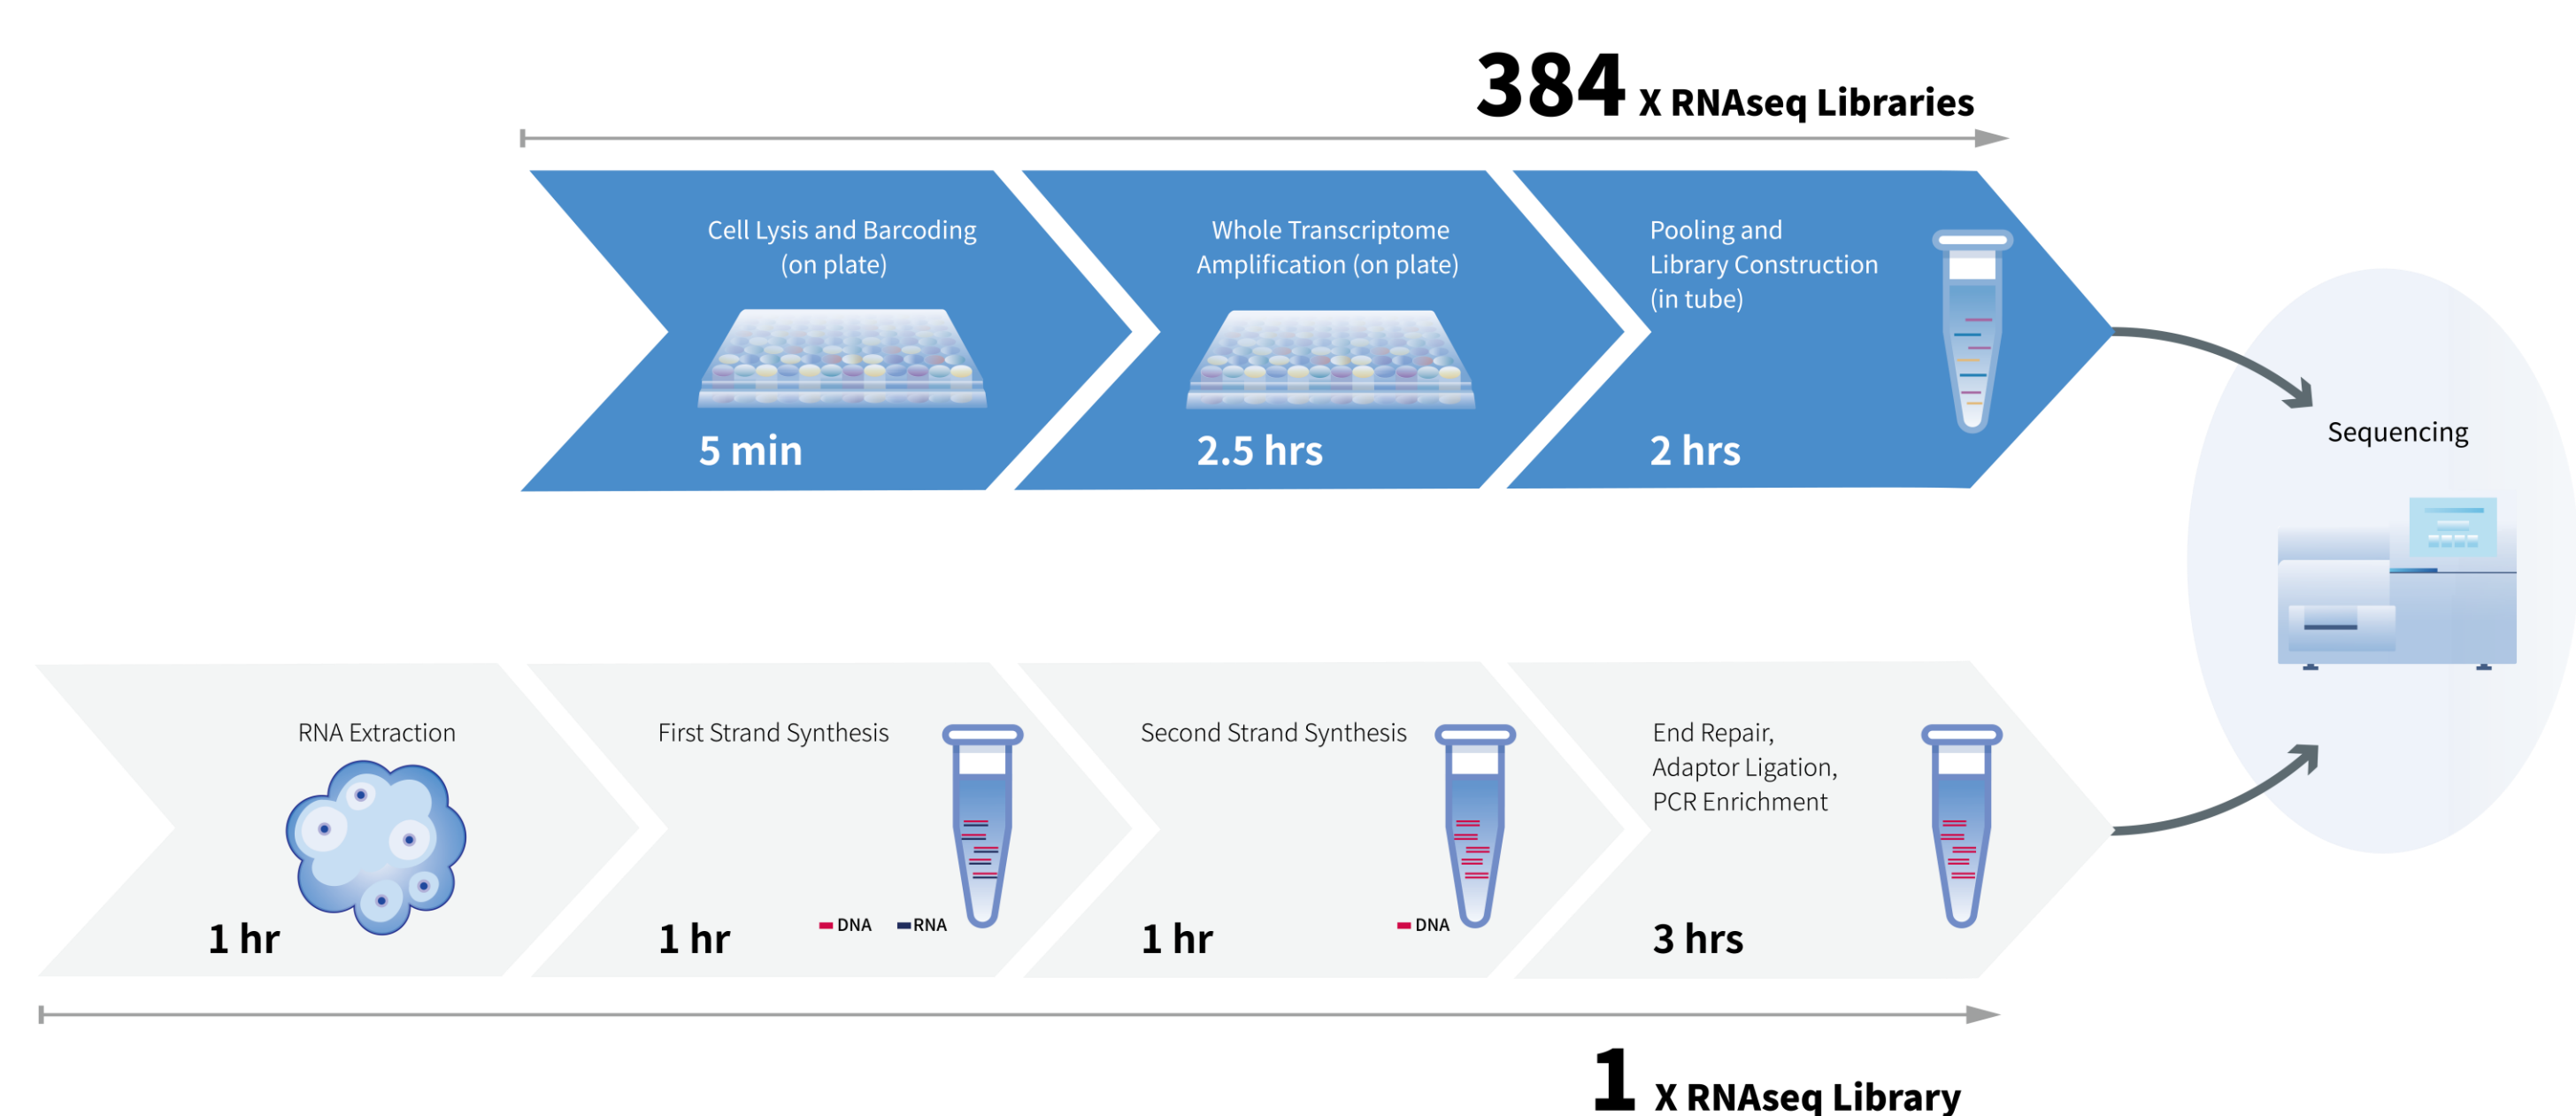 384 X RNAseq Libraries
Cell Lysis and Barcoding
(on plate)
5 min
Whole Transcriptome
Amplification (on plate)
2.5 hrs
Pooling and
Library Construction
(in tube)
2 hrs
Sequencing
RNA Extraction
1 hr
First Strand Synthesis
1 hr
DNA RNA
Second Strand Synthesis
1 hr
DNA
End Repair,
Adaptor Ligation,
PCR Enrichment
3 hrs
1 X RNAseq Library